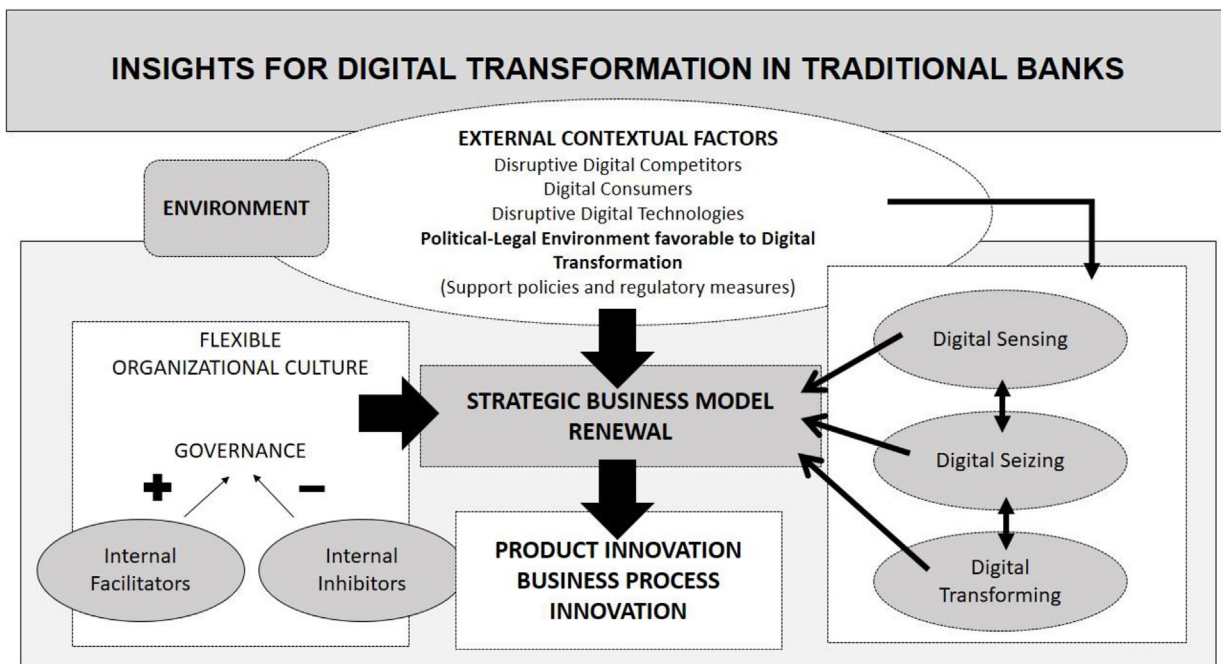 INSIGHTS FOR DIGITAL TRANSFORMATION IN TRADITIONAL BANKS
EXTERNAL CONTEXTUAL FACTORS
Disruptive Digital Competitors
Digital Consumers
Disruptive Digital Technologies
Political-Legal Environment favorable to Digital
Transformation
(Support policies and regulatory measures)
ENVIRONMENT
FLEXIBLE
ORGANIZATIONAL CULTURE
GOVERNANCE
+
−
Internal
Facilitators
Internal
Inhibitors
STRATEGIC BUSINESS MODEL
RENEWAL
PRODUCT INNOVATION
BUSINESS PROCESS
INNOVATION
Digital Sensing
Digital Seizing
Digital
Transforming